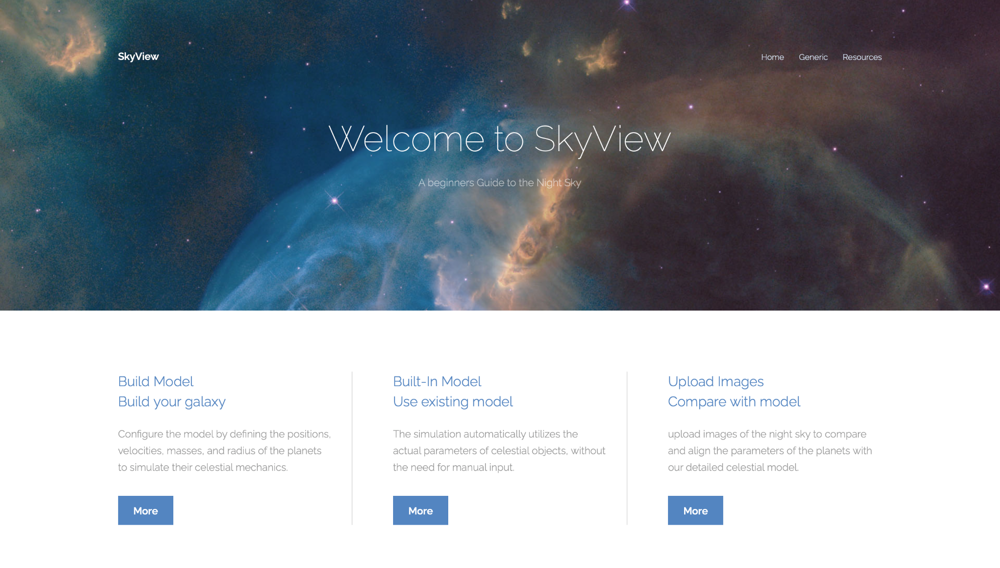 SkyView
Home Generic Resources
Welcome to SkyView
A beginners Guide to the Night Sky
Build Model
Build your galaxy
Configure the model by defining the positions,
velocities, masses, and radius of the planets
to simulate their celestial mechanics.
More
Built-In Model
Use existing model
The simulation automatically utilizes the
actual parameters of celestial objects, without
the need for manual input.
More
Upload Images
Compare with model
upload images of the night sky to compare
and align the parameters of the planets with
our detailed celestial model.
More